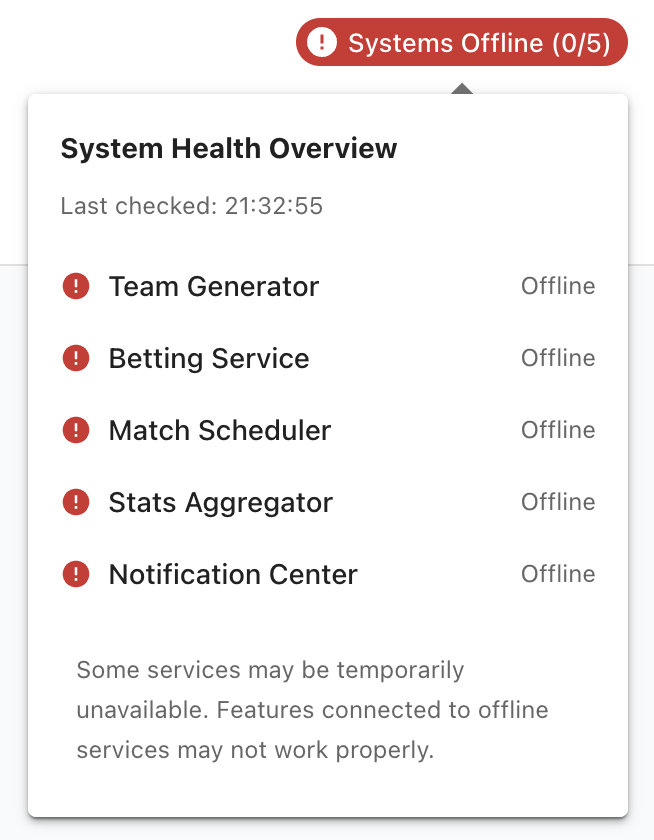 Systems Offline (0/5)
System Health Overview
Last checked: 21:32:55
Team Generator Offline
Betting Service Offline
Match Scheduler Offline
Stats Aggregator Offline
Notification Center Offline
Some services may be temporarily
unavailable. Features connected to offline
services may not work properly.